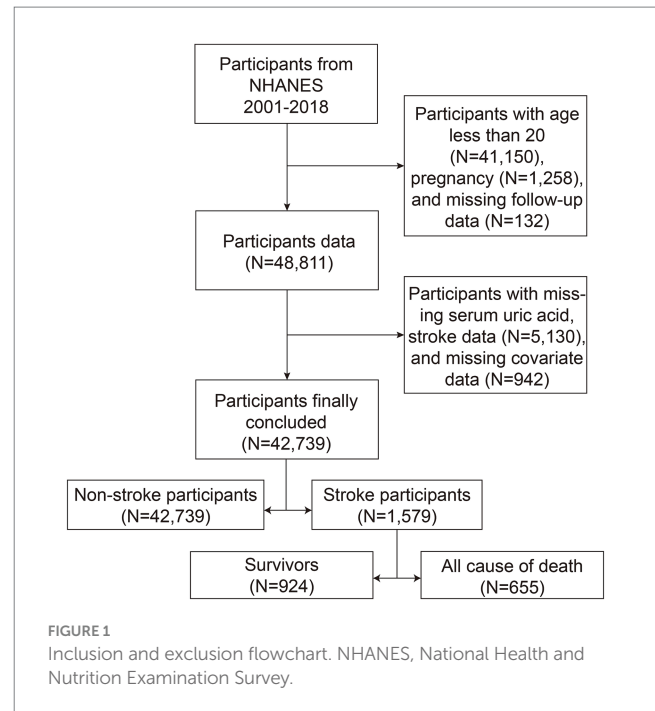 Participants from
NHANES
2001-2018
Participants with age
less than 20
(N=41,150),
pregnancy (N=1,258),
and missing follow-up
data (N=132)
Participants data
(N=48,811)
Participants with miss-
ing serum uric acid,
stroke data (N=5,130),
and missing covariate
data (N=942)
Participants finally
concluded
(N=42,739)
Non-stroke participants
(N=42,739)
Stroke participants
(N=1,579)
Survivors
(N=924)
All cause of death
(N=655)
FIGURE 1
Inclusion and exclusion flowchart. NHANES, National Health and
Nutrition Examination Survey.